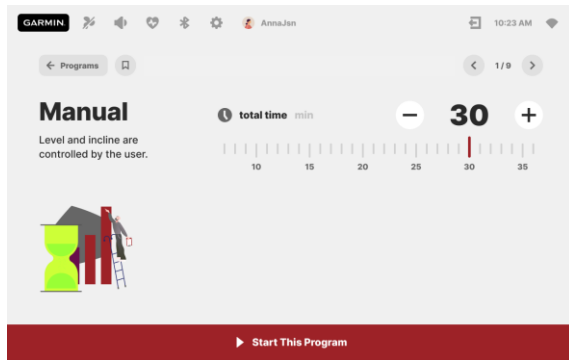 GARMIN
AnnaJsn
10:23 AM
Programs
1/9
Manual
Level and incline are
controlled by the user.
total time min
30
10 15 20 25 30 35
Start This Program